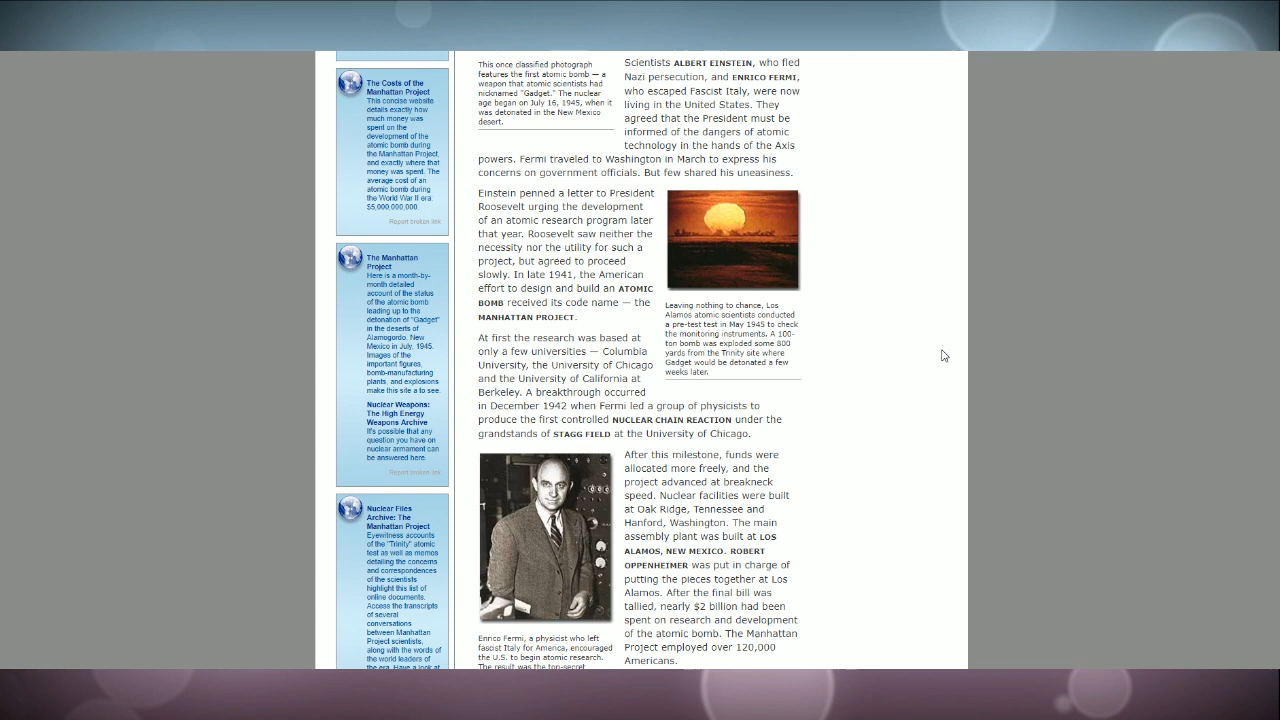 The Costs of the
Manhattan Project
This concise website
details exactly how
much money was
spent on the
development of the
atomic bomb during
the Manhattan Project,
and exactly where that
money was spent. The
average cost of an
atomic bomb during
the World War II era:
$5,000,000,000.
Report broken link
The Manhattan
Project
Here is a month-by-
month detailed
account of the status
of the atomic bomb
leading up to the
detonation of "Gadget"
in the deserts of
Alamogordo, New
Mexico in July, 1945.
Images of the
important figures,
bomb-manufacturing
plants, and explosions
make this site a to see.
Nuclear Weapons:
The High Energy
Weapons Archive
It's possible that any
question you have on
nuclear armament can
be answered here.
Report broken link
Nuclear Files
Archive: The
Manhattan Project
Eyewitness accounts
of the "Trinity" atomic
test as well as memos
detailing the concerns
and correspondences
of the scientists
highlight this list of
online documents.
Access the transcripts
of several
conversations
between Manhattan
Project scientists,
along with the words of
the world leaders of
the era. Have a look at
This once classified photograph
features the first atomic bomb — a
weapon that atomic scientists had
nicknamed "Gadget." The nuclear
age began on July 16, 1945, when it
was detonated in the New Mexico
desert.
Scientists ALBERT EINSTEIN, who fled
Nazi persecution, and ENRICO FERMI,
who escaped Fascist Italy, were now
living in the United States. They
agreed that the President must be
informed of the dangers of atomic
technology in the hands of the Axis
powers. Fermi traveled to Washington in March to express his
concerns on government officials. But few shared his uneasiness.
Einstein penned a letter to President
Roosevelt urging the development
of an atomic research program later
that year. Roosevelt saw neither the
necessity nor the utility for such a
project, but agreed to proceed
slowly. In late 1941, the American
effort to design and build an ATOMIC
BOMB received its code name — the
MANHATTAN PROJECT.
Leaving nothing to chance, Los
Alamos atomic scientists conducted
a pre-test test in May 1945 to check
the monitoring instruments. A 100-
ton bomb was exploded some 800
yards from the Trinity site where
Gadget would be detonated a few
weeks later.
At first the research was based at
only a few universities — Columbia
University, the University of Chicago
and the University of California at
Berkeley. A breakthrough occurred
in December 1942 when Fermi led a group of physicists to
produce the first controlled NUCLEAR CHAIN REACTION under the
grandstands of STAGG FIELD at the University of Chicago.
After this milestone, funds were
allocated more freely, and the
project advanced at breakneck
speed. Nuclear facilities were built
at Oak Ridge, Tennessee and
Hanford, Washington. The main
assembly plant was built at LOS
ALAMOS, NEW MEXICO. ROBERT
OPPENHEIMER was put in charge of
putting the pieces together at Los
Alamos. After the final bill was
tallied, nearly $2 billion had been
spent on research and development
of the atomic bomb. The Manhattan
Project employed over 120,000
Americans.
Enrico Fermi, a physicist who left
fascist Italy for America, encouraged
the U.S. to begin atomic research.
The result was the top-secret